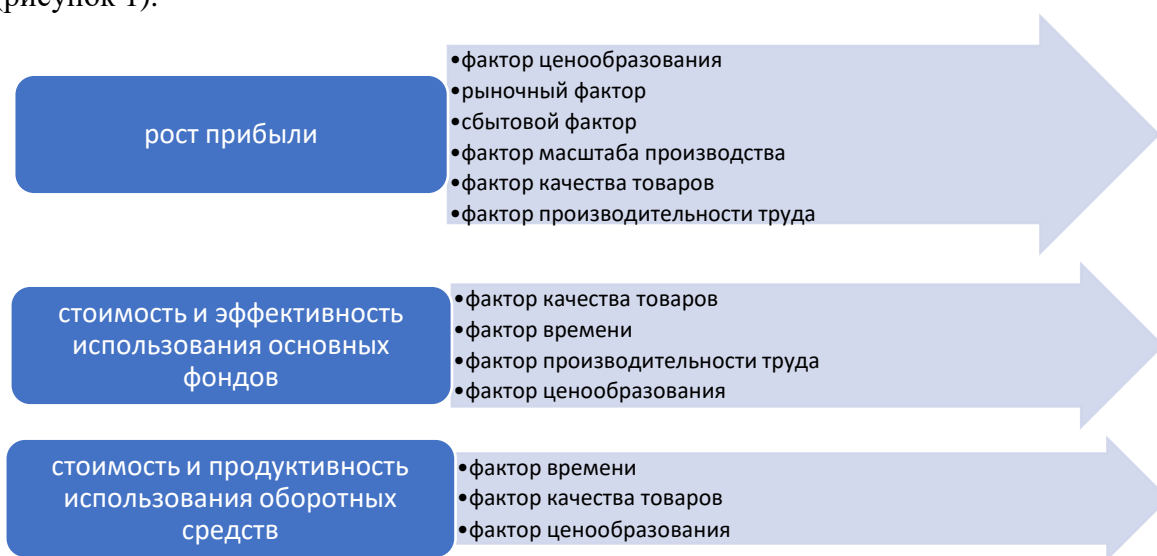 (рисунок 1).
рост прибыли
•фактор ценообразования
•рыночный фактор
•сбытовой фактор
•фактор масштаба производства
•фактор качества товаров
•фактор производительности труда
стоимость и эффективность
использования основных
фондов
•фактор качества товаров
•фактор времени
•фактор производительности труда
•фактор ценообразования
стоимость и продуктивность
использования оборотных
средств
•фактор времени
•фактор качества товаров
•фактор ценообразования